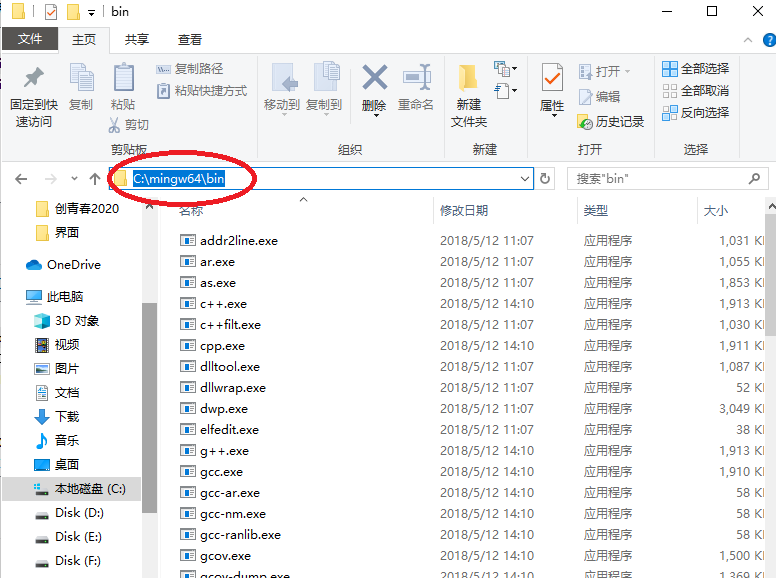 bin
文件 主页 共享 查看
固定到快速访问
复制
粘贴
复制路径
粘贴快捷方式
剪切
剪贴板
移动到
复制到
删除
重命名
组织
新建文件夹
新建
属性
打开
编辑
历史记录
打开
全部选择
全部取消
反向选择
选择
C:\mingw64\bin
搜索"bin"
创青春2020
界面
OneDrive
此电脑
3D 对象
视频
图片
文档
下载
音乐
桌面
本地磁盘 (C:)
Disk (D:)
Disk (E:)
Disk (F:)
名称 修改日期 类型 大小
addr2line.exe 2018/5/12 11:07 应用程序 1,031
ar.exe 2018/5/12 11:07 应用程序 1,055
as.exe 2018/5/12 11:07 应用程序 1,853
c++.exe 2018/5/12 14:10 应用程序 1,913
c++filt.exe 2018/5/12 11:07 应用程序 1,030
cpp.exe 2018/5/12 14:10 应用程序 1,911
dlltool.exe 2018/5/12 11:07 应用程序 1,087
dllwrap.exe 2018/5/12 11:07 应用程序 52
dwp.exe 2018/5/12 11:07 应用程序 3,049
elfedit.exe 2018/5/12 11:07 应用程序 38
g++.exe 2018/5/12 14:10 应用程序 1,913
gcc.exe 2018/5/12 14:10 应用程序 1,910
gcc-ar.exe 2018/5/12 14:10 应用程序 58
gcc-nm.exe 2018/5/12 14:10 应用程序 58
gcc-ranlib.exe 2018/5/12 14:10 应用程序 58
gcov.exe 2018/5/12 14:10 应用程序 1,500
gcov-dump.exe 2018/5/12 14:10 应用程序 1,369